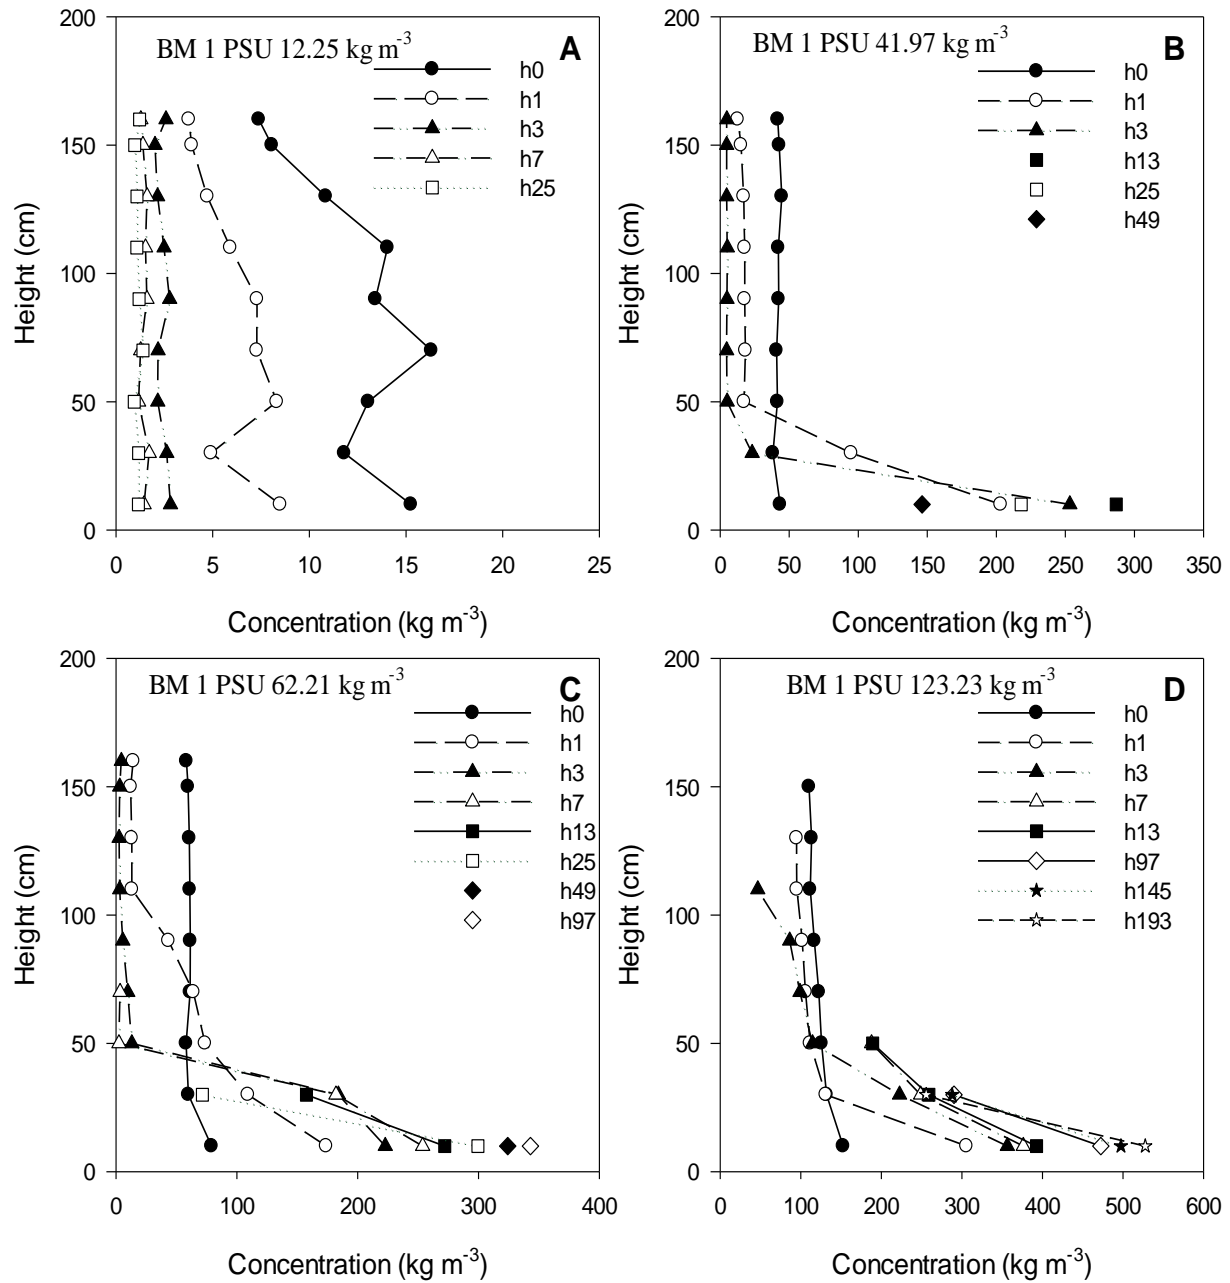 BM 1 PSU 12.25 kg m-3
A
h0
h1
h3
h7
h25
200
150
100
50
0
Height (cm)
0 5 10 15 20 25
Concentration (kg m-3)
BM 1 PSU 41.97 kg m-3
B
h0
h1
h3
h13
h25
h49
200
150
100
50
0
Height (cm)
0 50 100 150 200 250 300 350
Concentration (kg m-3)
BM 1 PSU 62.21 kg m-3
C
h0
h1
h3
h7
h13
h25
h49
h97
200
150
100
50
0
Height (cm)
0 100 200 300 400
Concentration (kg m-3)
BM 1 PSU 123.23 kg m-3
D
h0
h1
h3
h7
h13
h97
h145
h193
200
150
100
50
0
Height (cm)
0 100 200 300 400 500 600
Concentration (kg m-3)